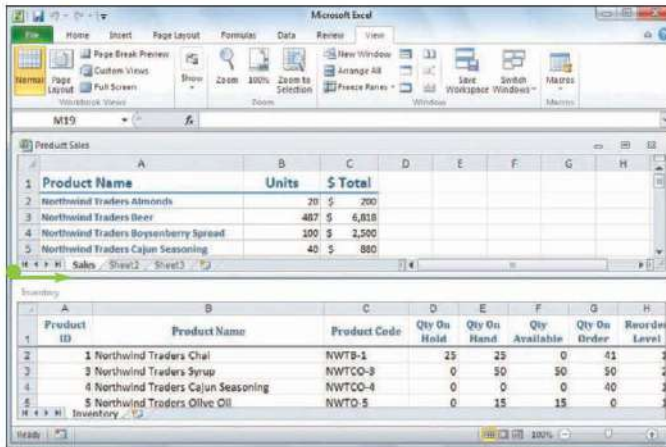 Microsoft Excel
File Home Insert Page Layout Formulas Data Review View
Normal Page Layout Page Break Preview Custom Views Full Screen Show Zoom 100% Zoom to Selection New Window Arrange All Freeze Panes Save Workspace Switch Windows Macros
Workbook Views Zoom Window Macros
M19 fx
Product Sales
A B C D E F G H
1 Product Name Units $ Total
2 Northwind Traders Almonds 20 $ 200
3 Northwind Traders Beer 487 $ 6,818
4 Northwind Traders Boysenberry Spread 100 $ 2,500
5 Northwind Traders Cajun Seasoning 40 $ 880
Sales Sheet2 Sheet3
Inventory
A B C D E F G H
1 Product ID Product Name Product Code Qty On Hold Qty On Hand Qty Available Qty On Order Reorder Level
2 1 Northwind Traders Chai NWTB-1 25 25 0 41
3 3 Northwind Traders Syrup NWTCO-3 0 50 50 50
4 4 Northwind Traders Cajun Seasoning NWTCO-4 0 0 0 40
5 5 Northwind Traders Olive Oil NWTO-5 0 15 15 0
Inventory
Ready 100%